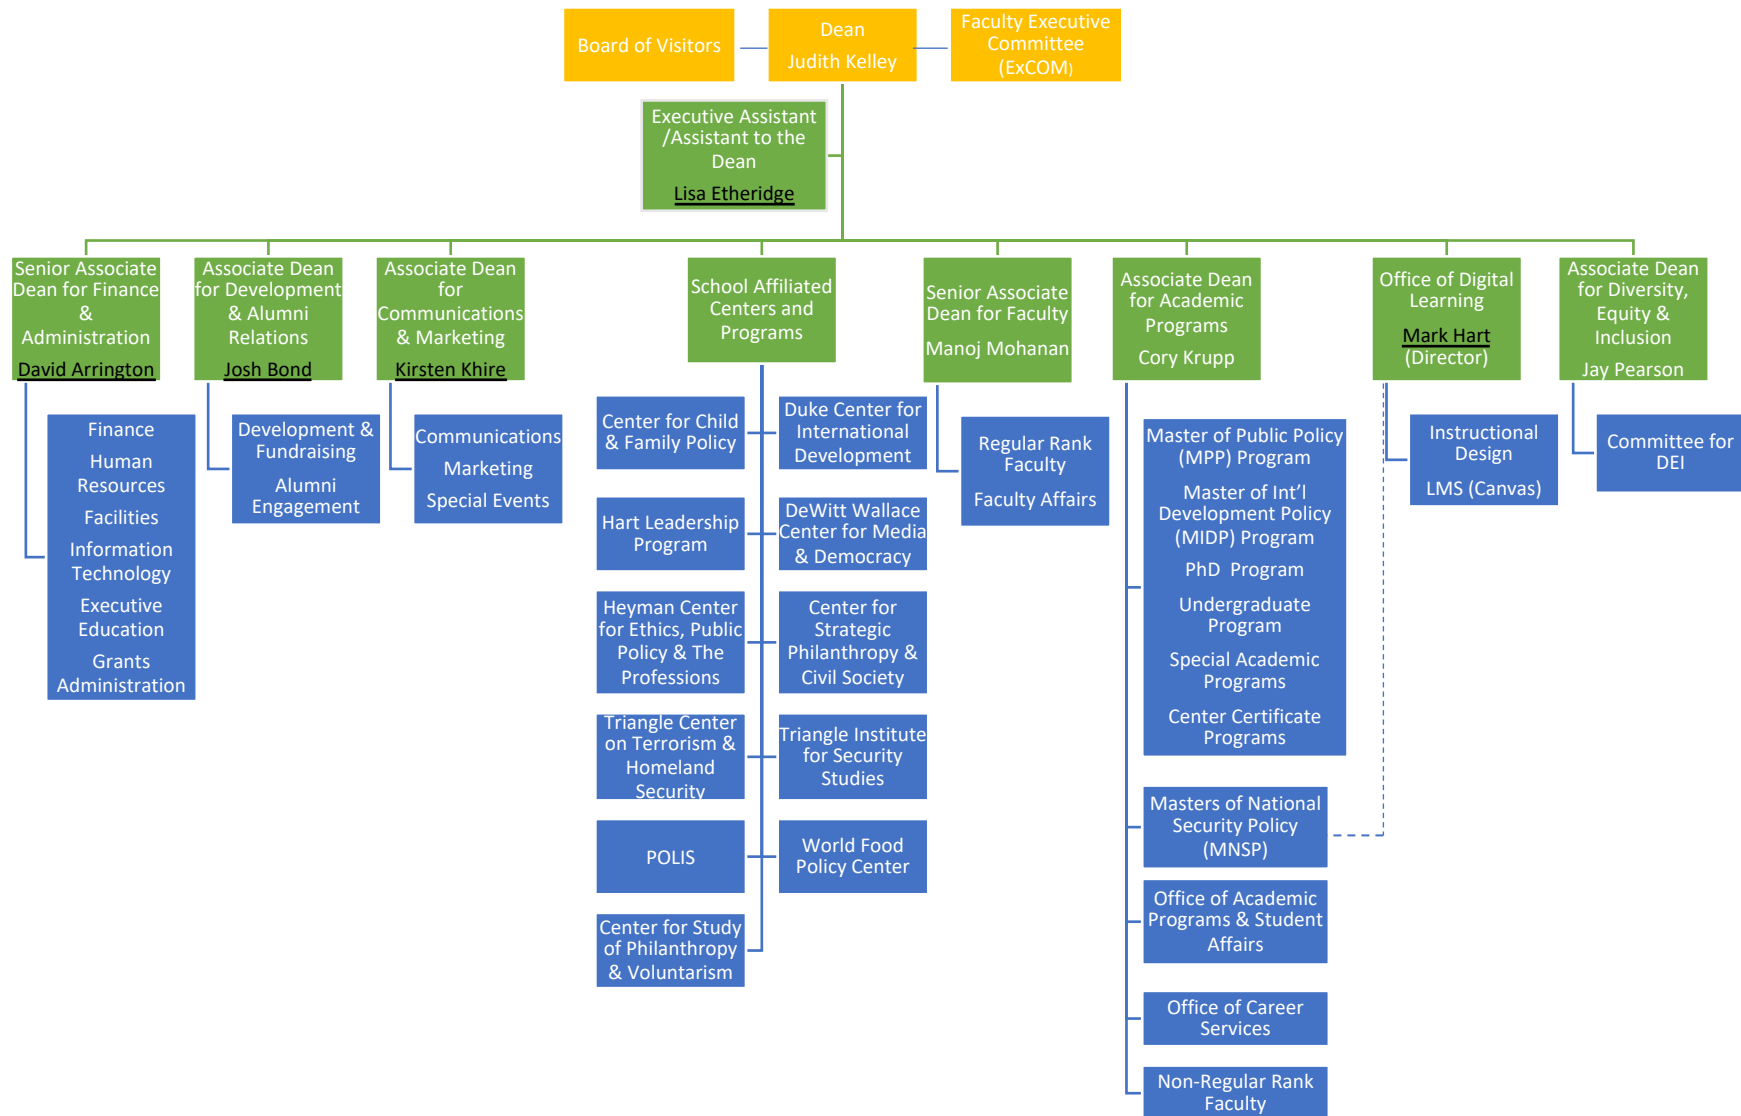 Board of Visitors
Dean
Judith Kelley
Faculty Executive
Committee
(ExCOM)
Executive Assistant
/Assistant to the
Dean
Lisa Etheridge
Senior Associate
Dean for Finance
&
Administration
David Arrington
Associate Dean
for Development
& Alumni
Relations
Josh Bond
Associate Dean
for
Communications
& Marketing
Kirsten Khire
School Affiliated
Centers and
Programs
Senior Associate
Dean for Faculty
Manoj Mohanan
Associate Dean
for Academic
Programs
Cory Krupp
Office of Digital
Learning
Mark Hart
(Director)
Associate Dean
for Diversity,
Equity &
Inclusion
Jay Pearson
Finance
Human
Resources
Facilities
Information
Technology
Executive
Education
Grants
Administration
Development &
Fundraising
Alumni
Engagement
Communications
Marketing
Special Events
Center for Child
& Family Policy
Duke Center for
International
Development
Hart Leadership
Program
DeWitt Wallace
Center for Media
& Democracy
Heyman Center
for Ethics, Public
Policy & The
Professions
Center for
Strategic
Philanthropy &
Civil Society
Triangle Center
on Terrorism &
Homeland
Security
Triangle Institute
for Security
Studies
POLIS
World Food
Policy Center
Center for Study
of Philanthropy
& Voluntarism
Regular Rank
Faculty
Faculty Affairs
Master of Public Policy
(MPP) Program
Master of Int'l
Development Policy
(MIDP) Program
PhD Program
Undergraduate
Program
Special Academic
Programs
Center Certificate
Programs
Masters of National
Security Policy
(MNSP)
Office of Academic
Programs & Student
Affairs
Office of Career
Services
Non-Regular Rank
Faculty
Instructional
Design
LMS (Canvas)
Committee for
DEI